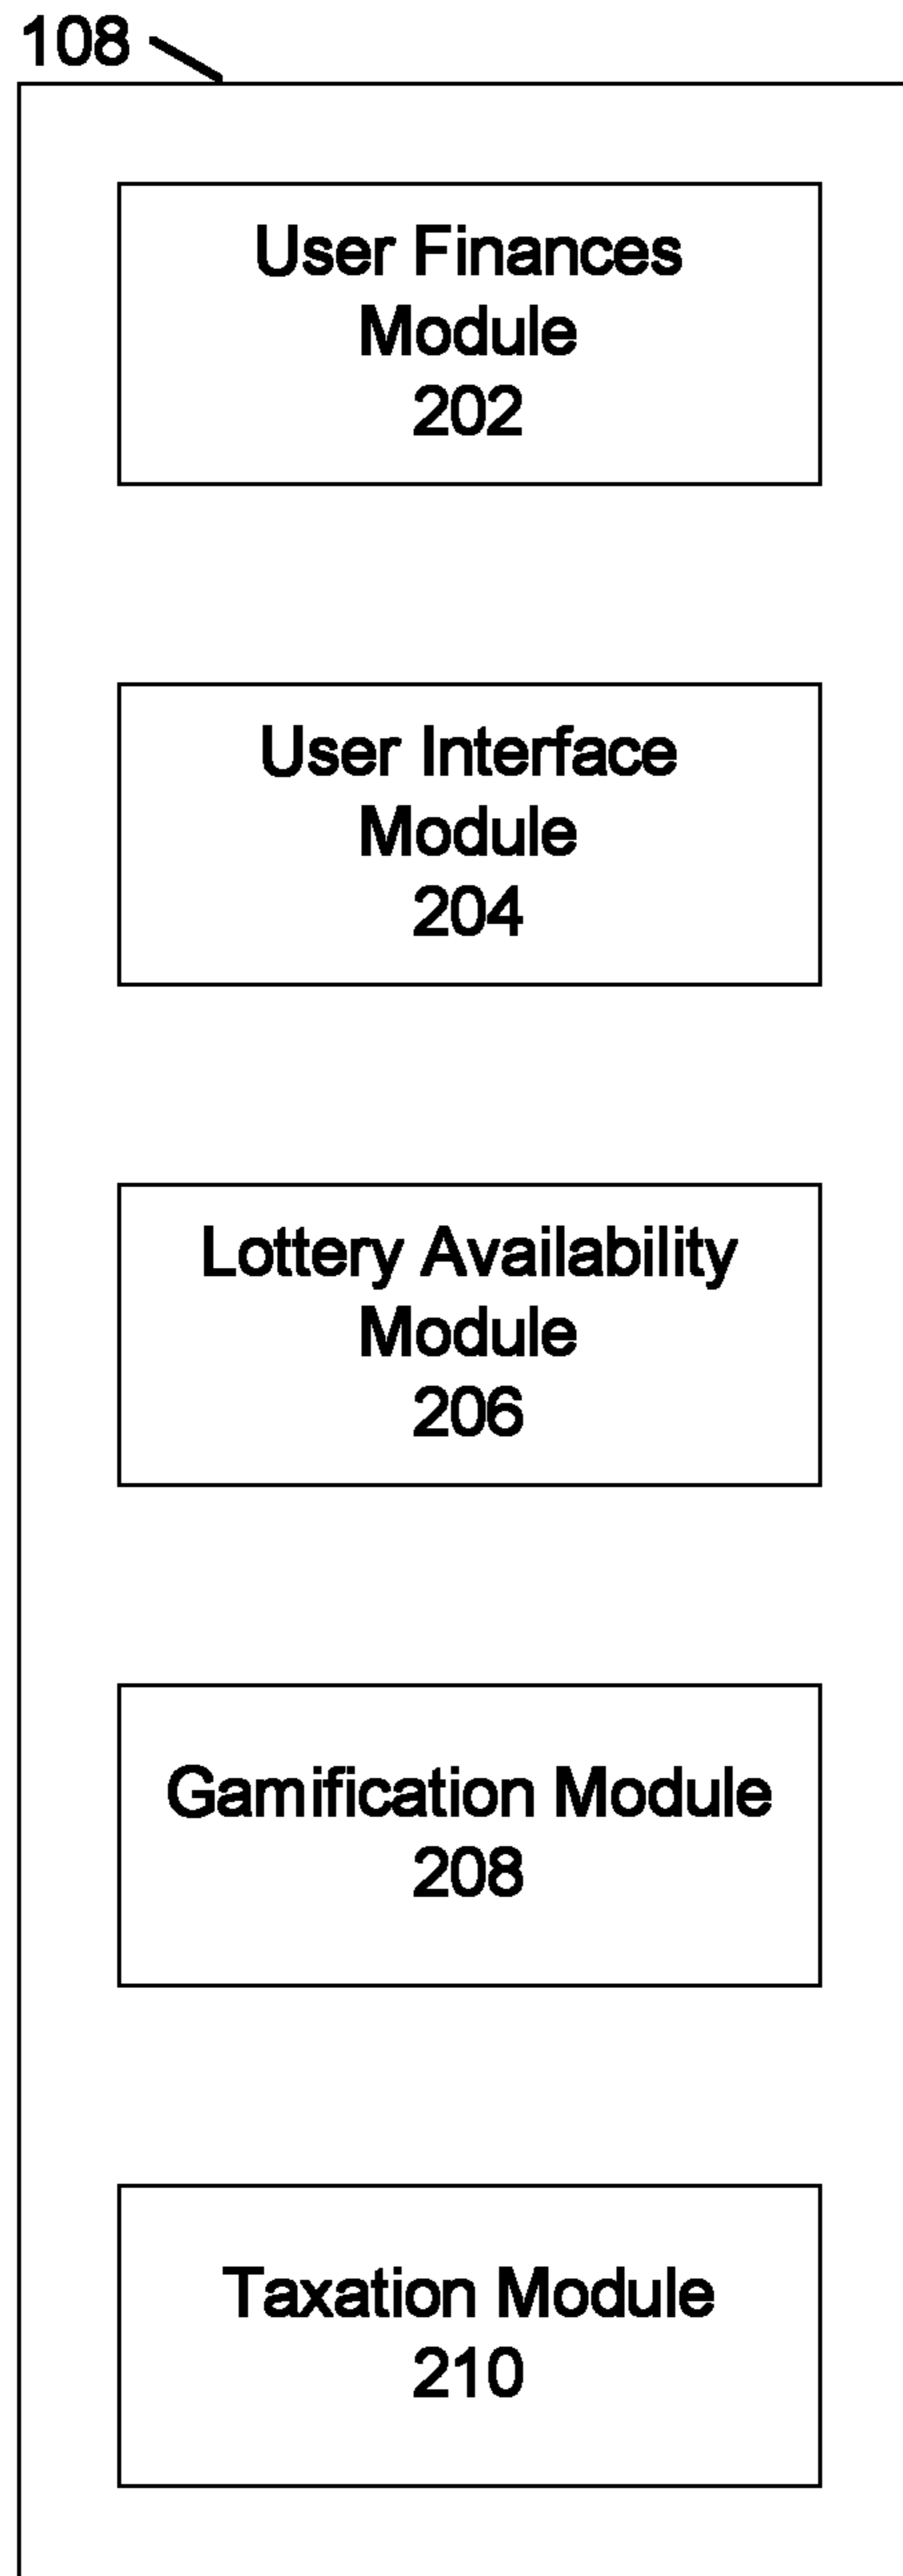 108
User Finances
Module
202
User Interface
Module
204
Lottery Availability
Module
206
Gamification Module
208
Taxation Module
210